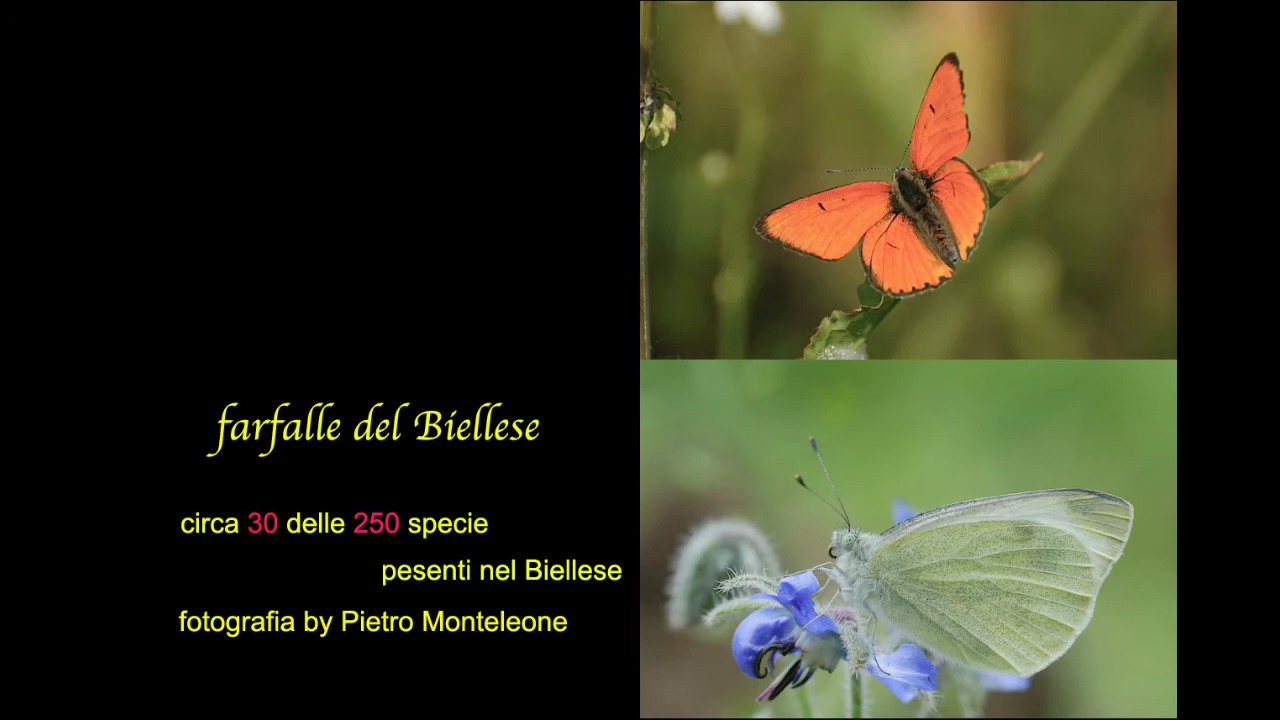 farfalle del Biellese
circa 30 delle 250 specie
pesenti nel Biellese
fotografia by Pietro Monteleone